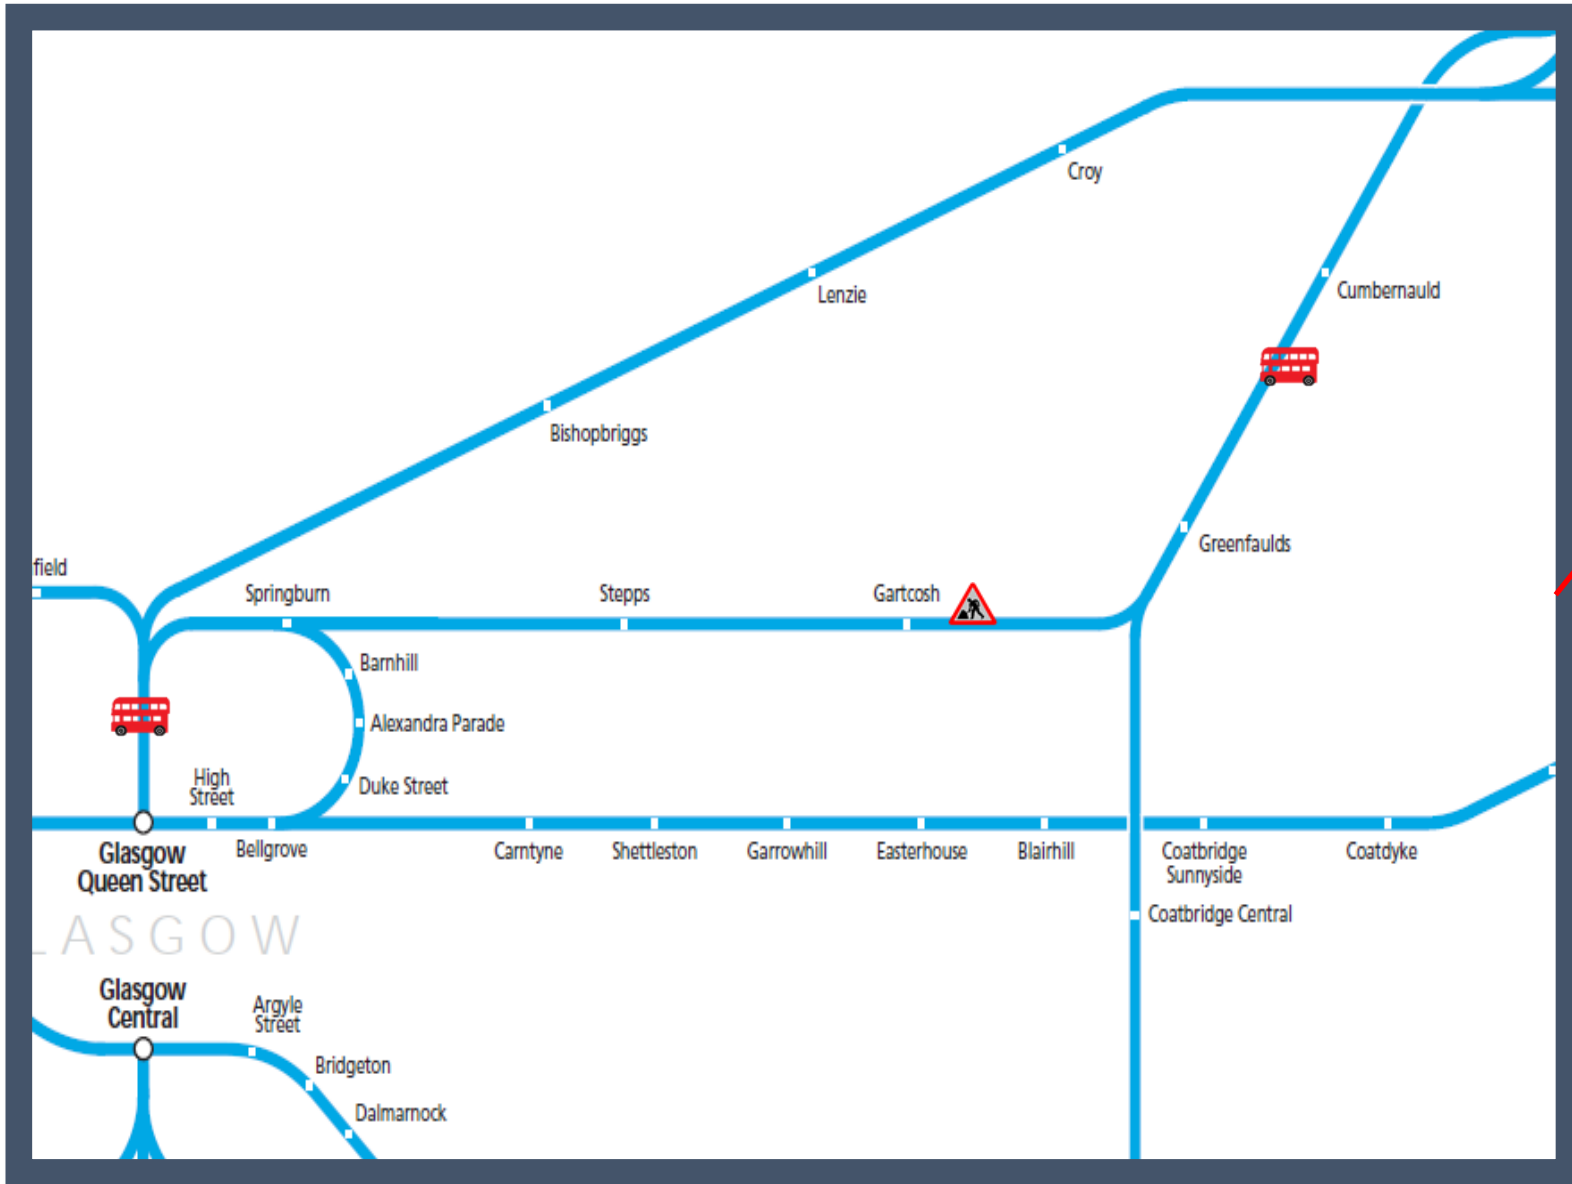 Croy
Lenzie
Cumbernauld
Bishopbriggs
Greenfaulds
field
Springburn
Stepps
Gartcosh
Barnhill
Alexandra Parade
High
Street
Duke Street
Glasgow
Queen Street
Bellgrove
Carntyne
Shettleston
Garrowhill
Easterhouse
Blairhill
Coatbridge
Sunnyside
Coatdyke
Coatbridge Central
LASGOW
Glasgow
Central
Argyle
Street
Bridgeton
Dalmarnock